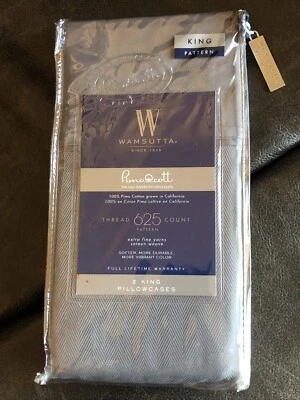 KING
PATTERN
W
WAMSUTTA®
SINCE 1846
PimaCott
100% Pima Cotton grown in California
THREAD 625 COUNT
PATTERN
extra fine yarns
sateen weave
SOFTER, MORE DURABLE,
MORE VIBRANT COLOR
FULL LIFETIME WARRANTY
2 KING
PILLOWCASES